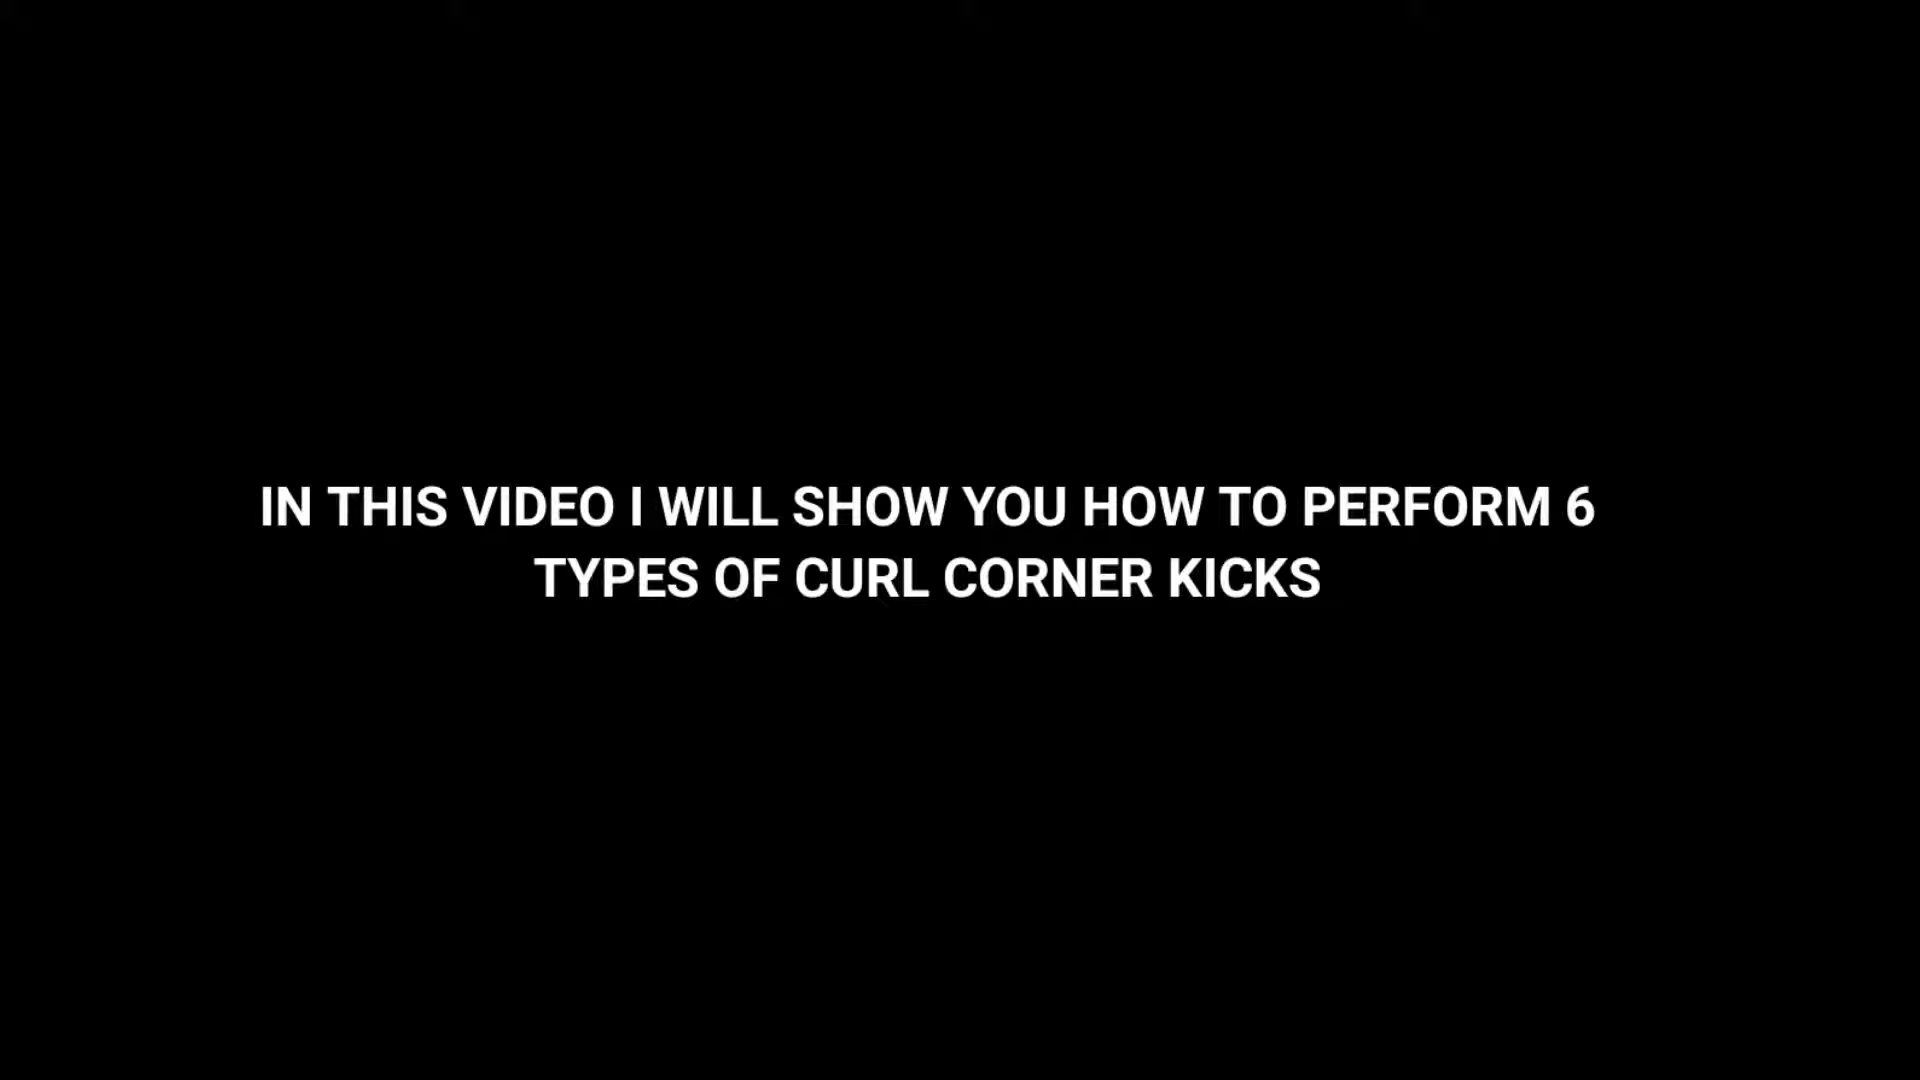 IN THIS VIDEO I WILL SHOW YOU HOW TO PERFORM 6
TYPES OF CURL CORNER KICKS